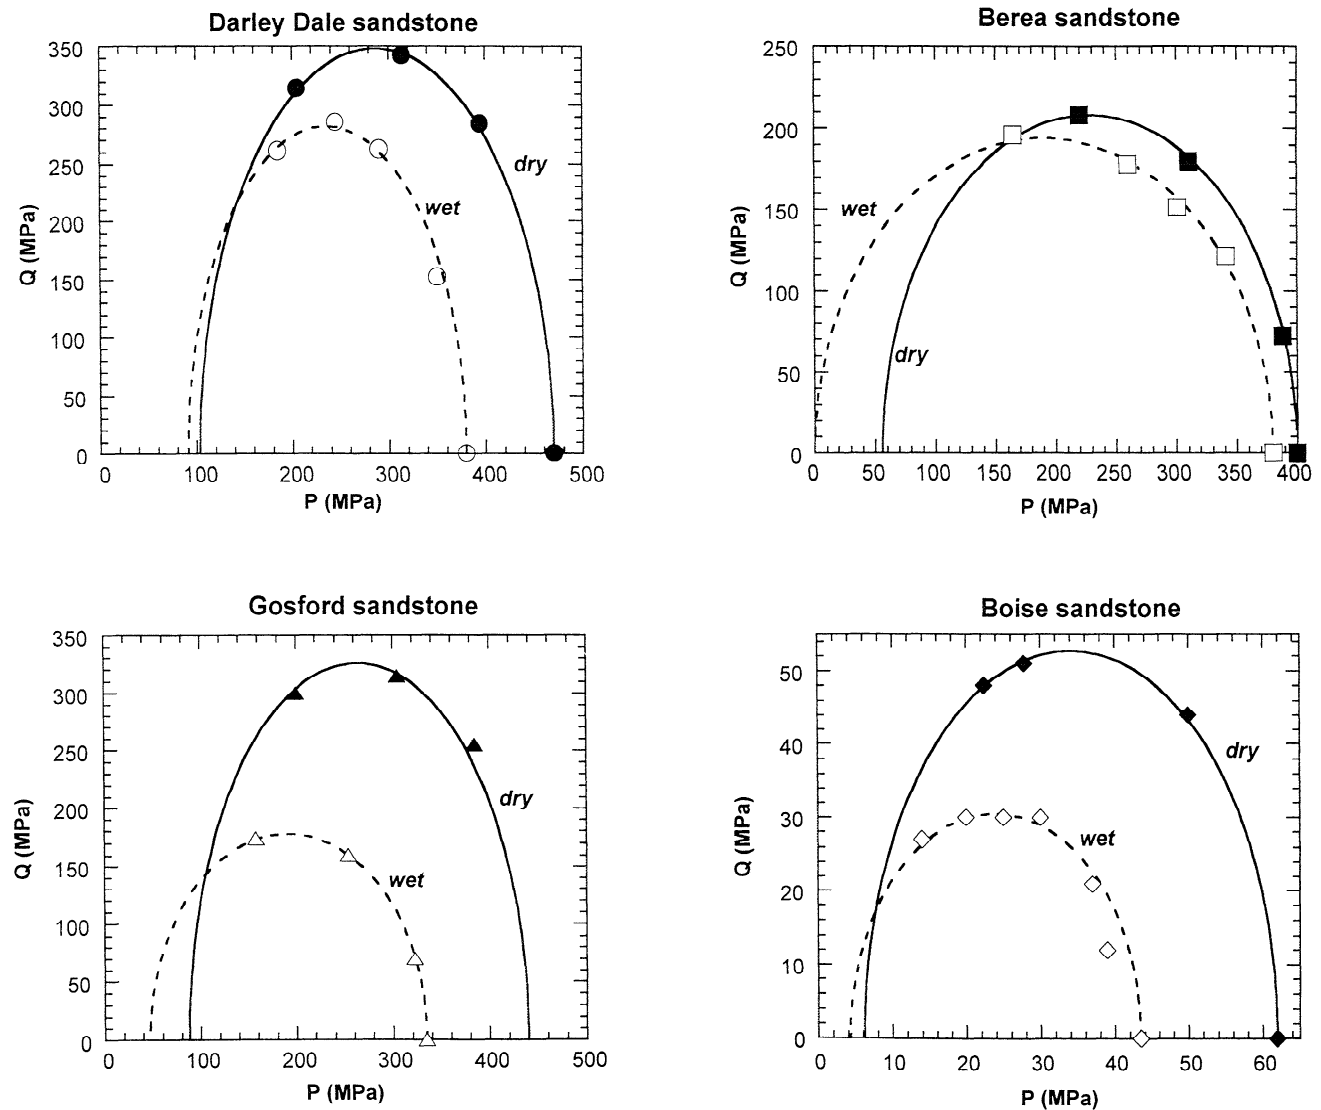 Darley Dale sandstone
350
300
250
200
150
100
50
0
Q (MPa)
dry
wet
0 100 200 300 400 500
P (MPa)
Berea sandstone
250
200
150
100
50
0
Q (MPa)
wet
dry
0 50 100 150 200 250 300 350 400
P (MPa)
Gosford sandstone
350
300
250
200
150
100
50
0
Q (MPa)
dry
wet
0 100 200 300 400 500
P (MPa)
Boise sandstone
50
40
30
20
10
0
Q (MPa)
dry
wet
0 10 20 30 40 50 60
P (MPa)